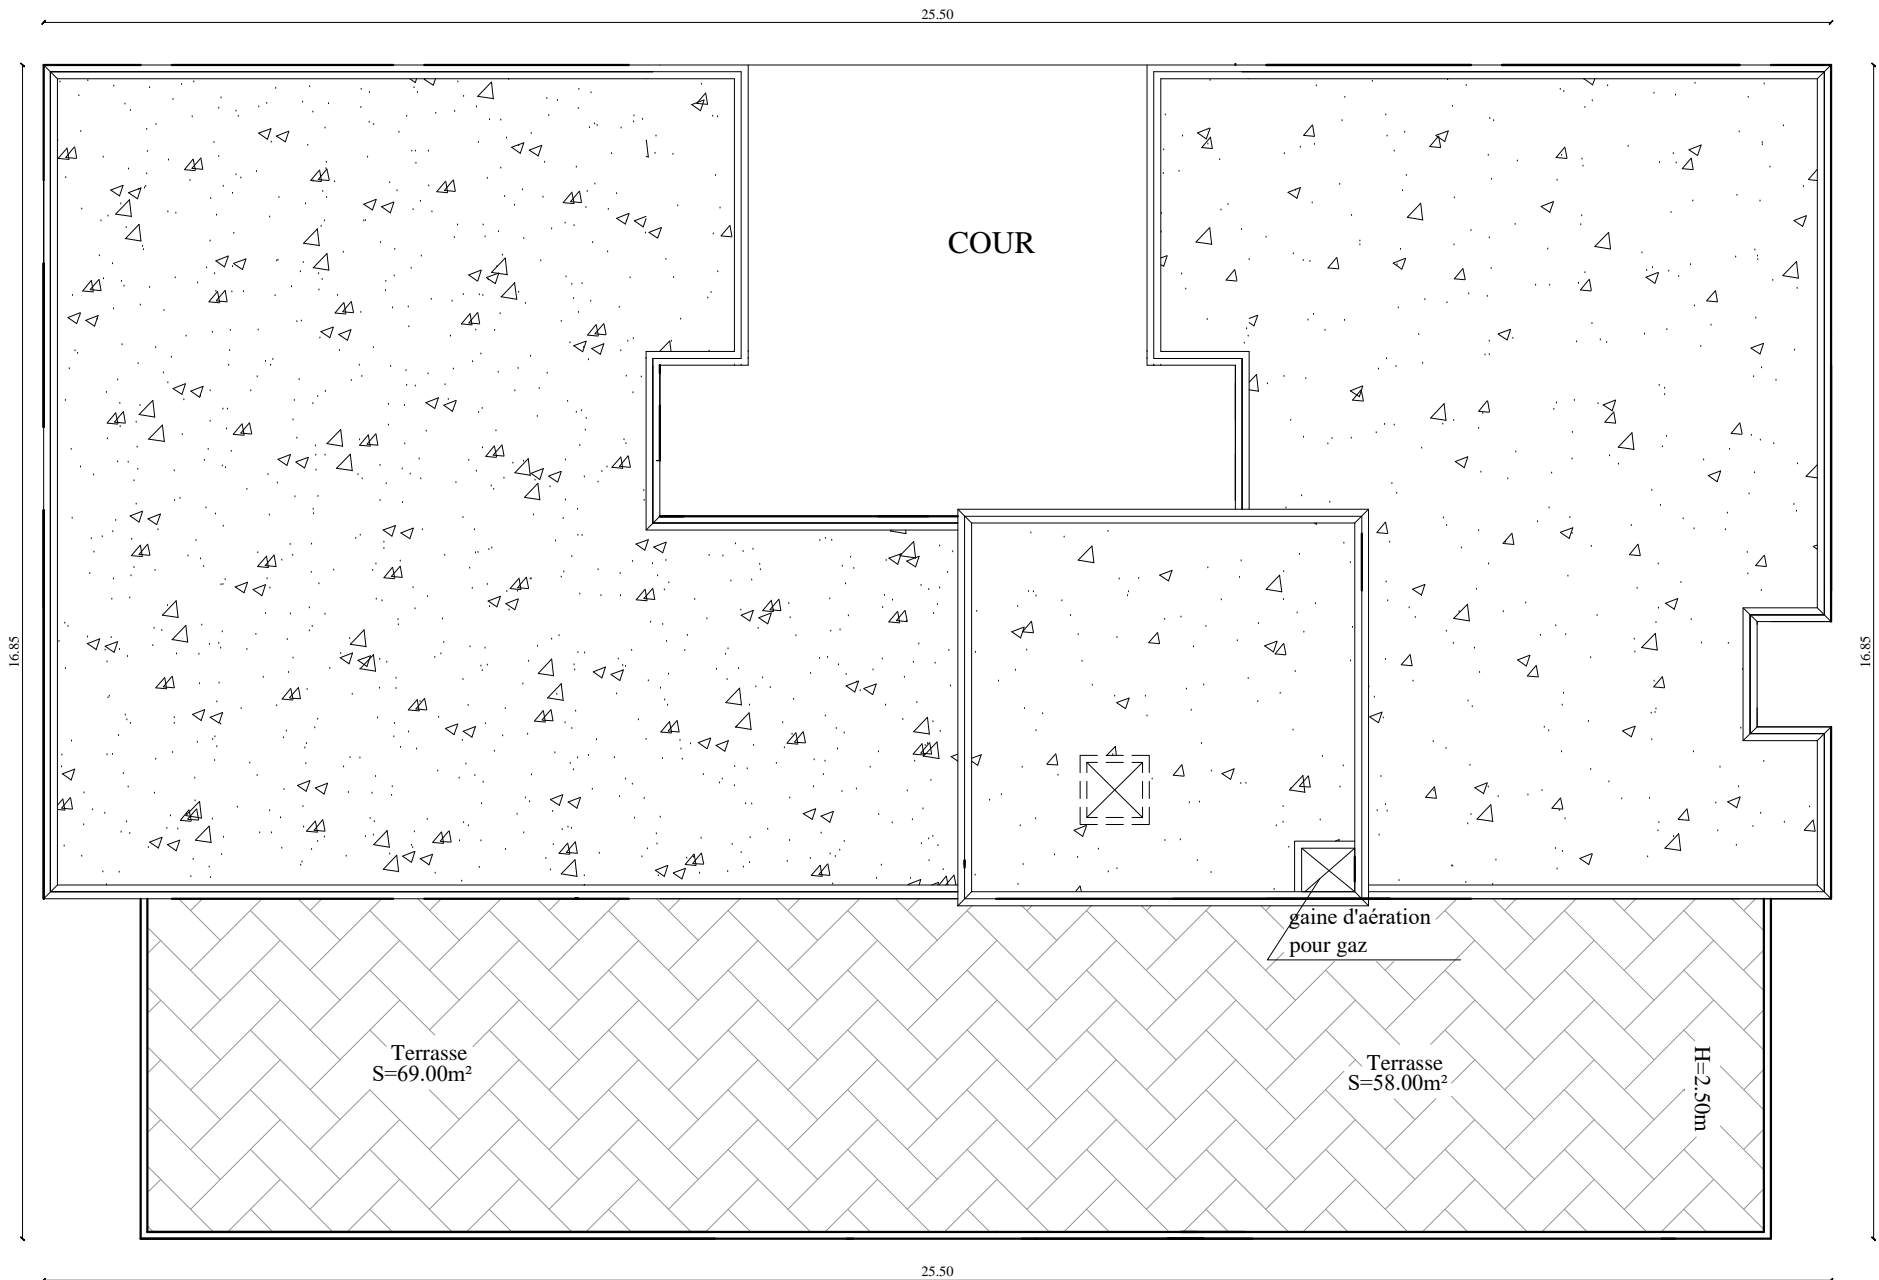 25.50
COUR
16.85
16.85
gaine d'aération
pour gaz
Terrasse
S=69.00m²
Terrasse
S=58.00m²
H=2.50m
25.50